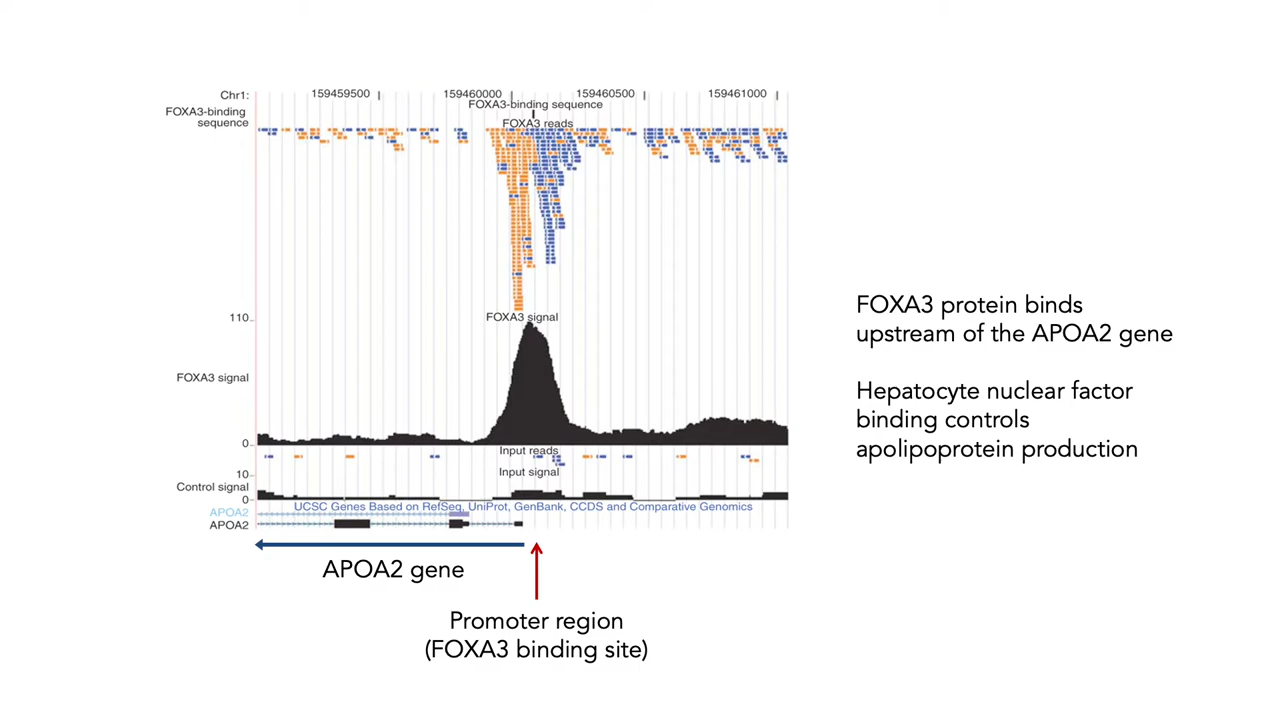 Chr1:
159459500
159460000
159460500
159461000
FOXA3-binding sequence
FOXA3-binding
sequence
FOXA3 reads
110
FOXA3 signal
FOXA3 signal
0
Input reads
10
Input signal
Control signal
0
UCSC Genes Based on RefSeq, UniProt, GenBank, CCDS and Comparative Genomics
APOA2
APOA2
APOA2 gene
Promoter region
(FOXA3 binding site)
FOXA3 protein binds
upstream of the APOA2 gene
Hepatocyte nuclear factor
binding controls
apolipoprotein production